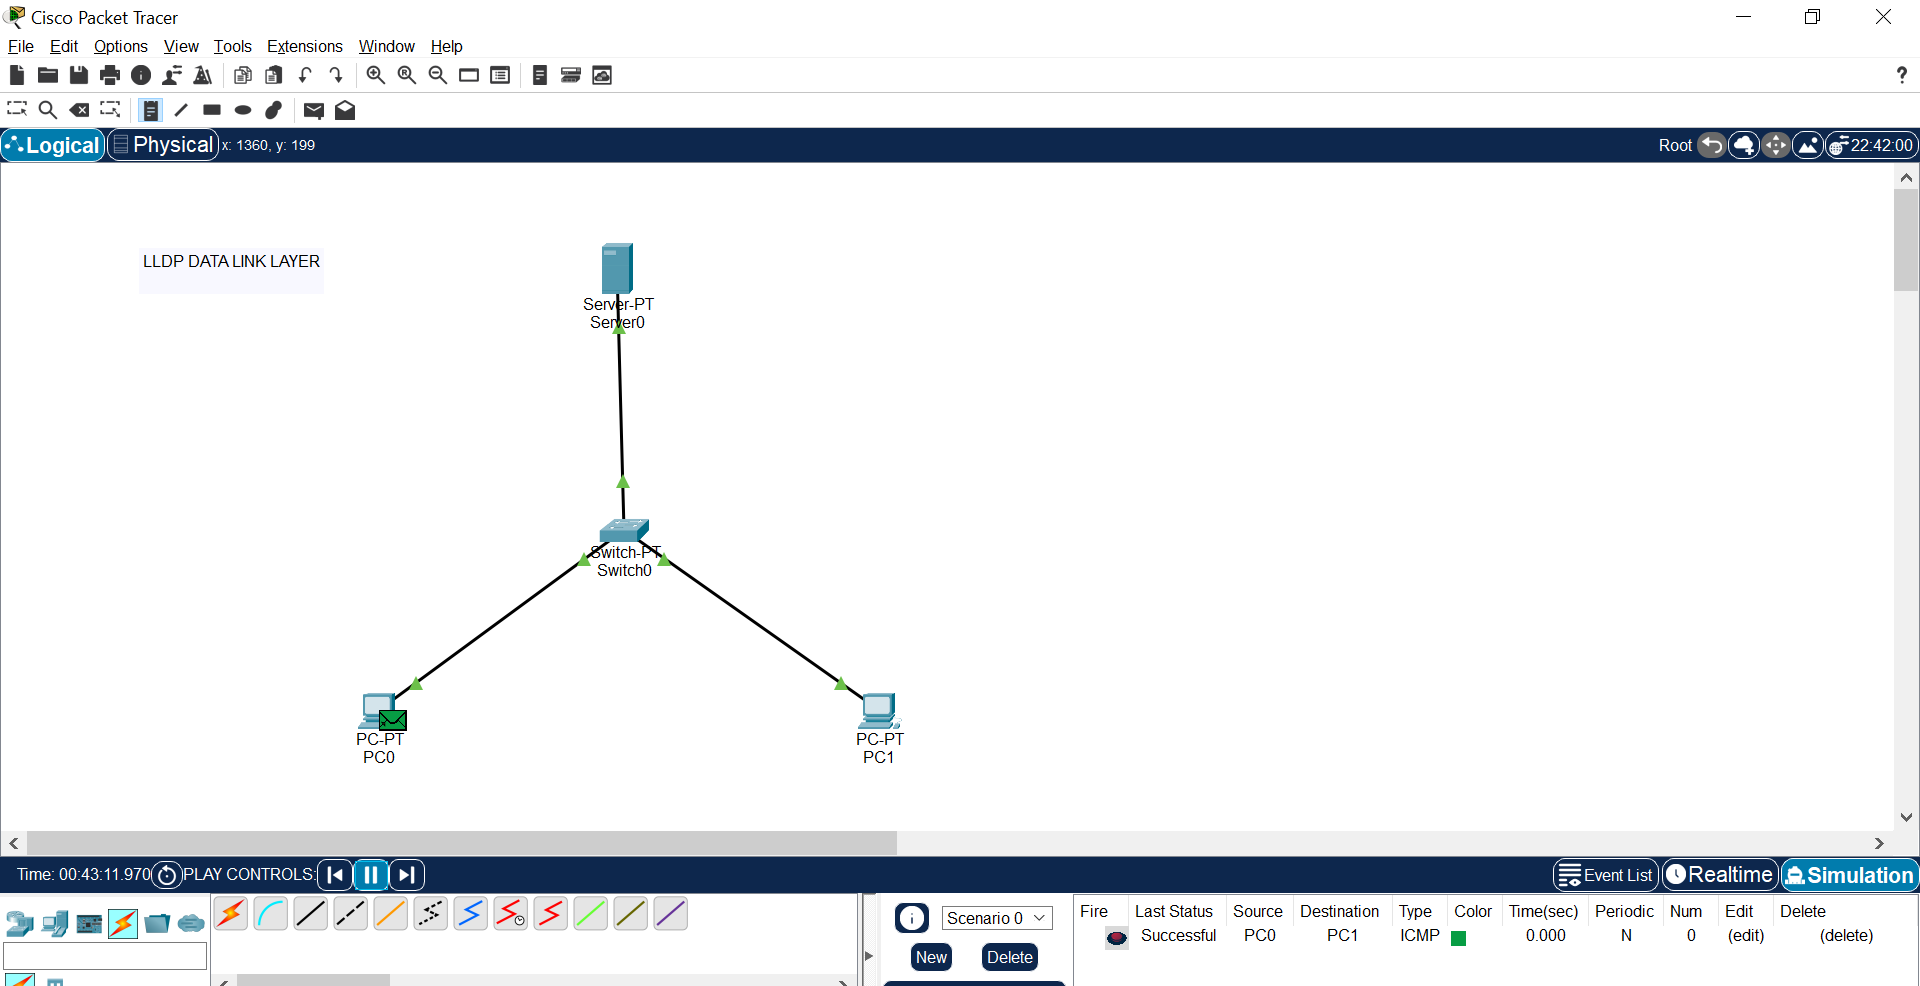 Cisco Packet Tracer
File Edit Options View Tools Extensions Window Help
?
Logical Physical x: 1360, y: 199 Root 22:42:00
LLDP DATA LINK LAYER
Server-PT
Server0
Switch-PT
Switch0
PC-PT
PC0
PC-PT
PC1
Time: 00:43:11.970 PLAY CONTROLS: Event List Realtime Simulation
Scenario 0
New Delete
Fire Last Status Source Destination Type Color Time(sec) Periodic Num Edit Delete
Successful PC0 PC1 ICMP 0.000 N 0 (edit) (delete)